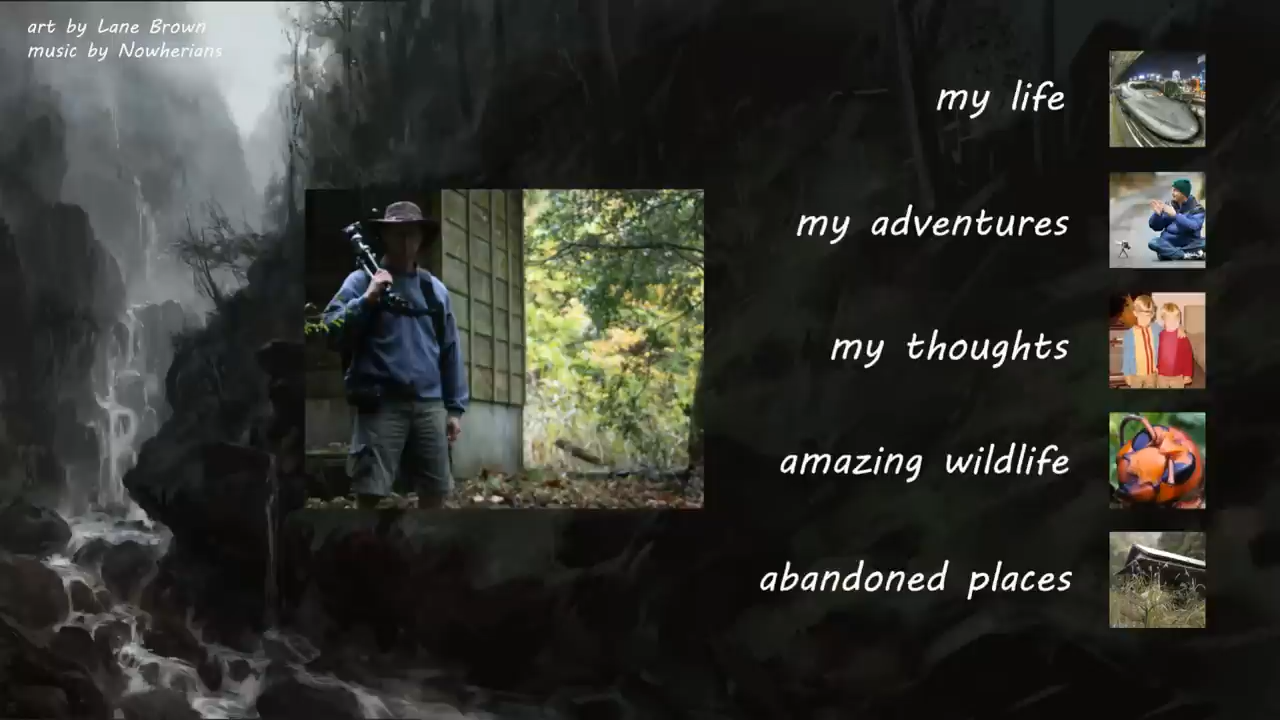 art by Lane Brown
music by Nowherians
my life
my adventures
my thoughts
amazing wildlife
abandoned places